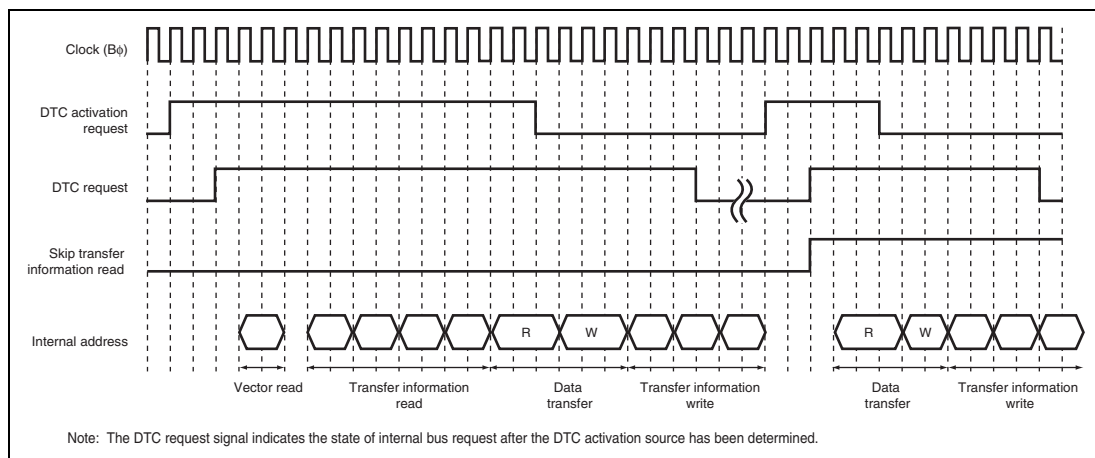 Clock (Bϕ)
DTC activation
request
DTC request
Skip transfer
information read
Internal address
R
W
R
W
Vector read
Transfer information
read
Data
transfer
Transfer information
write
Data
transfer
Transfer information
write
Note: The DTC request signal indicates the state of internal bus request after the DTC activation source has been determined.